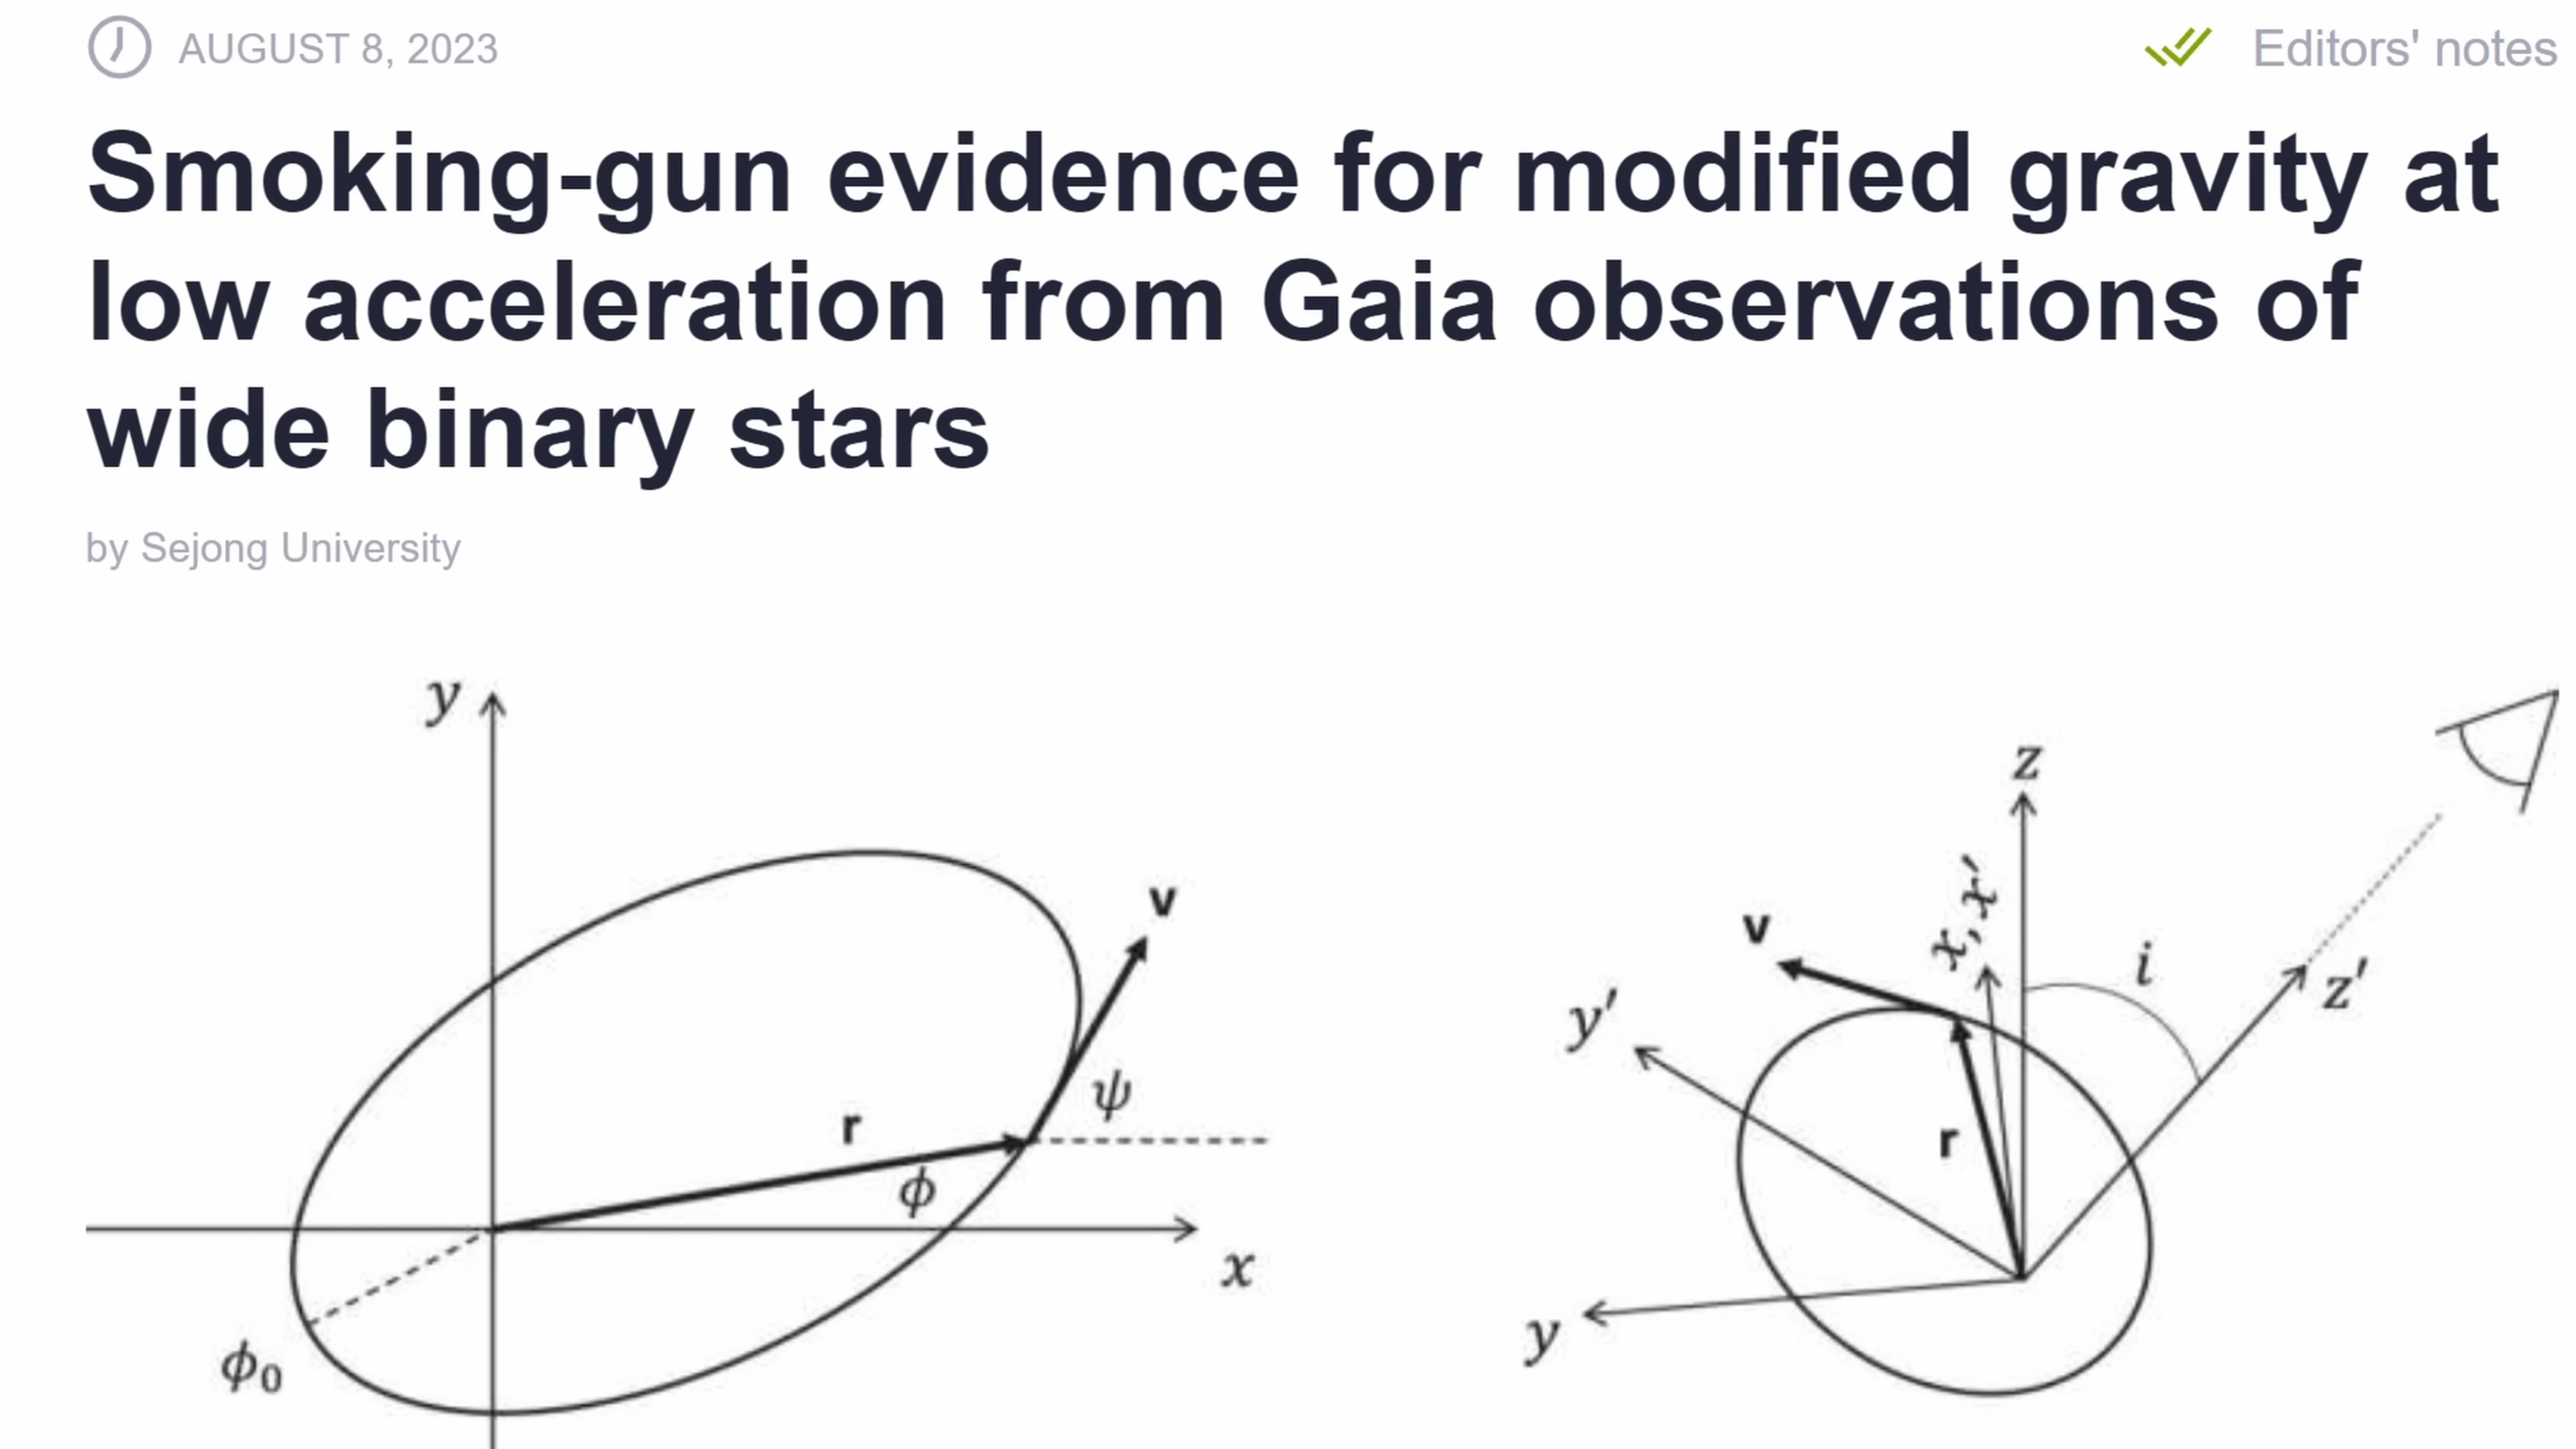 AUGUST 8, 2023
Editors' notes
Smoking-gun evidence for modified gravity at
low acceleration from Gaia observations of
wide binary stars
by Sejong University
y
v
ψ
r
ϕ
x
ϕ₀
z
x, x′
v
i
z′
y′
r
y